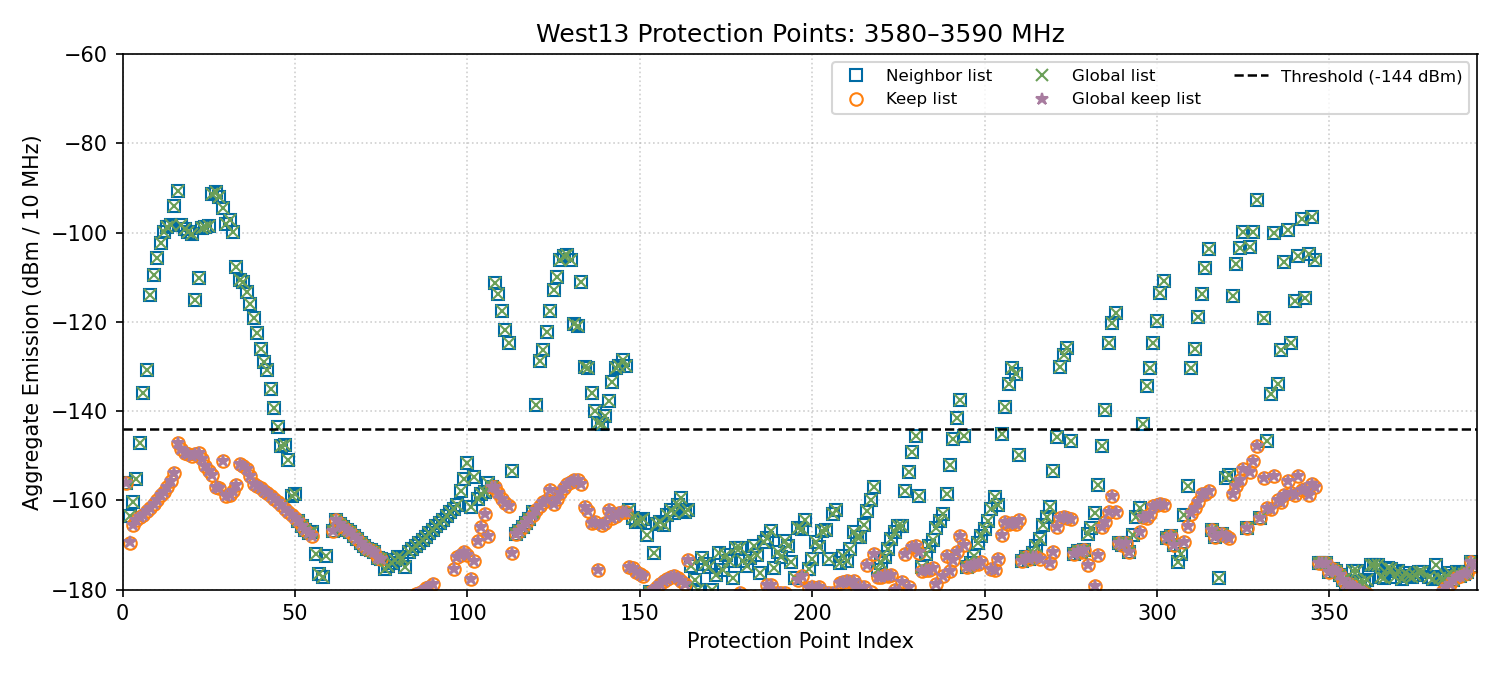 West13 Protection Points: 3580–3590 MHz
Neighbor list
Keep list
Global list
Global keep list
Threshold (-144 dBm)
Aggregate Emission (dBm / 10 MHz)
−60
−80
−100
−120
−140
−160
−180
0
50
100
150
200
250
300
350
Protection Point Index